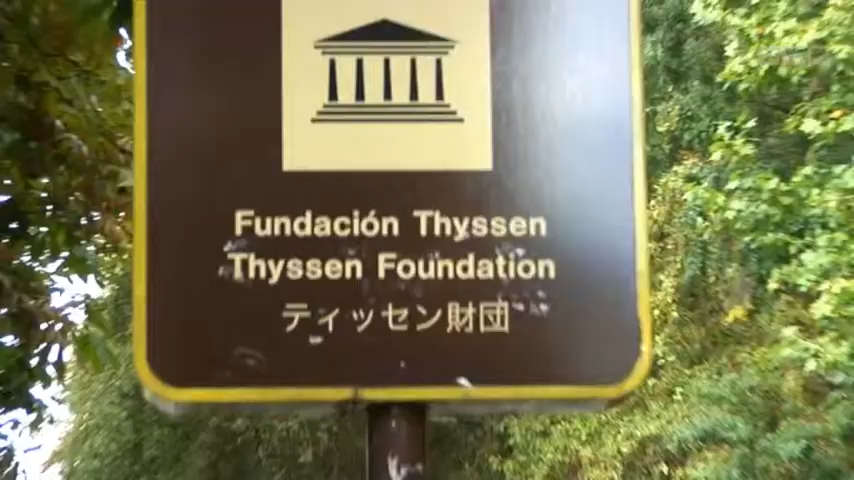 Fundación Thyssen
Thyssen Foundation
ティッセン財団